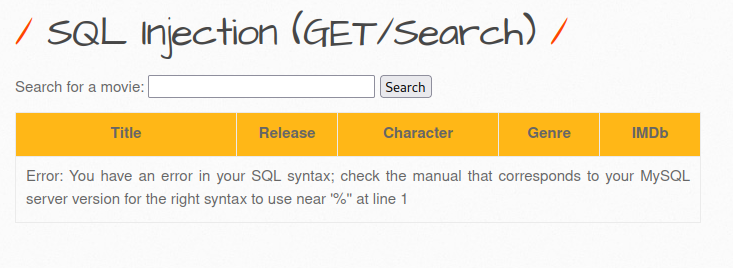 / SQL Injection (GET/Search) /
Search for a movie: Search
Title Release Character Genre IMDb
Error: You have an error in your SQL syntax; check the manual that corresponds to your MySQL
server version for the right syntax to use near '%'' at line 1